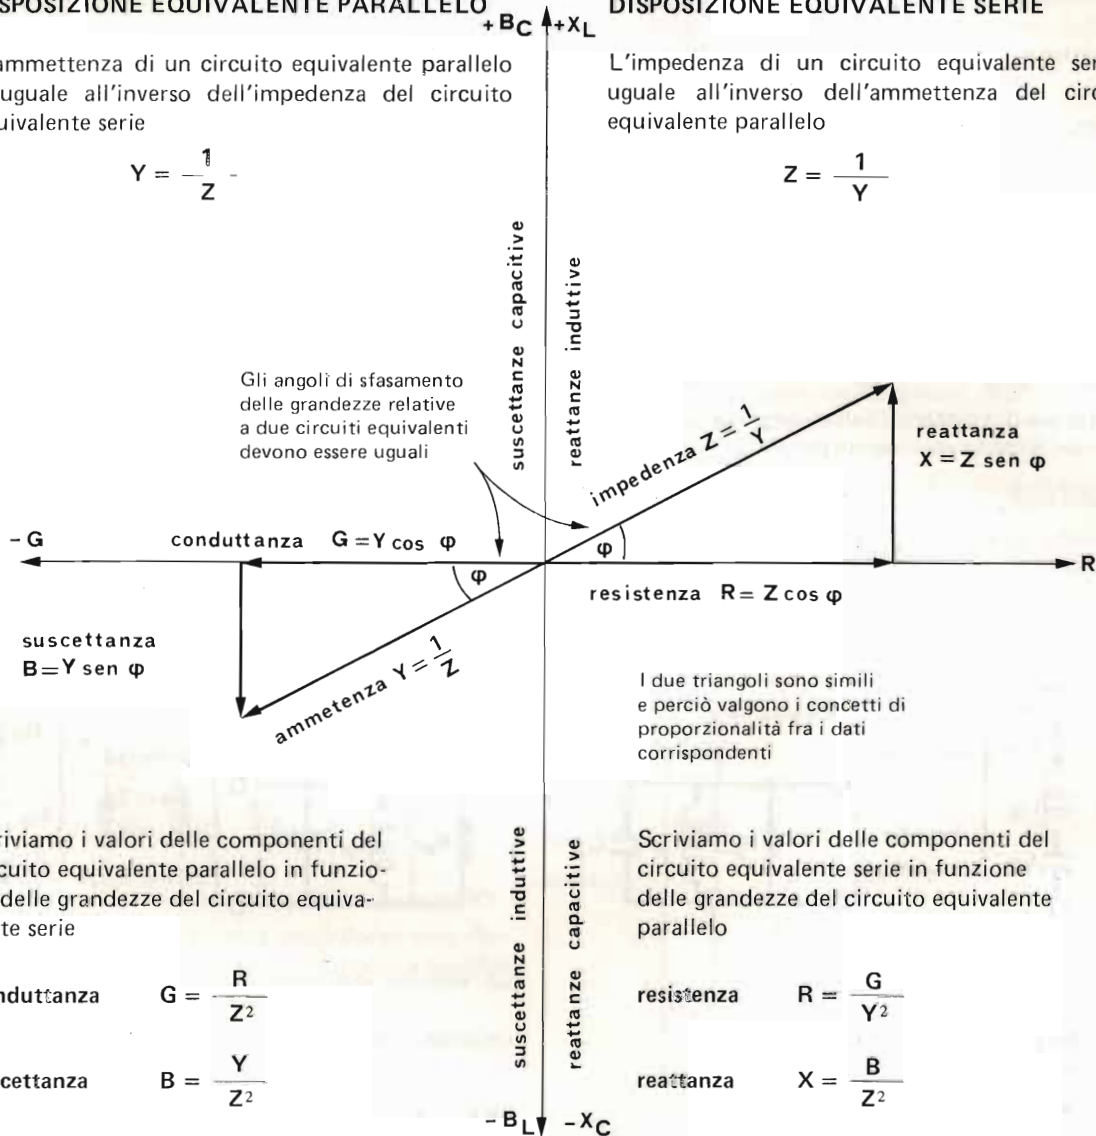 SPOSIZIONE EQUIVALENTE PARALLELO
ammettenza di un circuito equivalente parallelo
uguale all'inverso dell'impedenza del circuito
uivalente serie
Y = 1 / Z
DISPOSIZIONE EQUIVALENTE SERIE
L'impedenza di un circuito equivalente ser
uguale all'inverso dell'ammettenza del circ
equivalente parallelo
Z = 1 / Y
+BC
+XL
suscettanze capacitive
reattanze induttive
Gli angoli di sfasamento
delle grandezze relative
a due circuiti equivalenti
devono essere uguali
impedenza Z = 1/Y
reattanza
X = Z sen φ
- G
conduttanza G = Y cos φ
φ
φ
R
resistenza R = Z cos φ
suscettanza
B = Y sen φ
ammetenza Y = 1/Z
I due triangoli sono simili
e perciò valgono i concetti di
proporzionalità fra i dati
corrispondenti
riviamo i valori delle componenti del
cuito equivalente parallelo in funzio-
delle grandezze del circuito equiva-
te serie
nduttanza G = R / Z²
cettanza B = Y / Z²
suscettanze induttive
reattanze capacitive
Scriviamo i valori delle componenti del
circuito equivalente serie in funzione
delle grandezze del circuito equivalente
parallelo
resistenza R = G / Y²
reattanza X = B / Z²
- BL
- XC